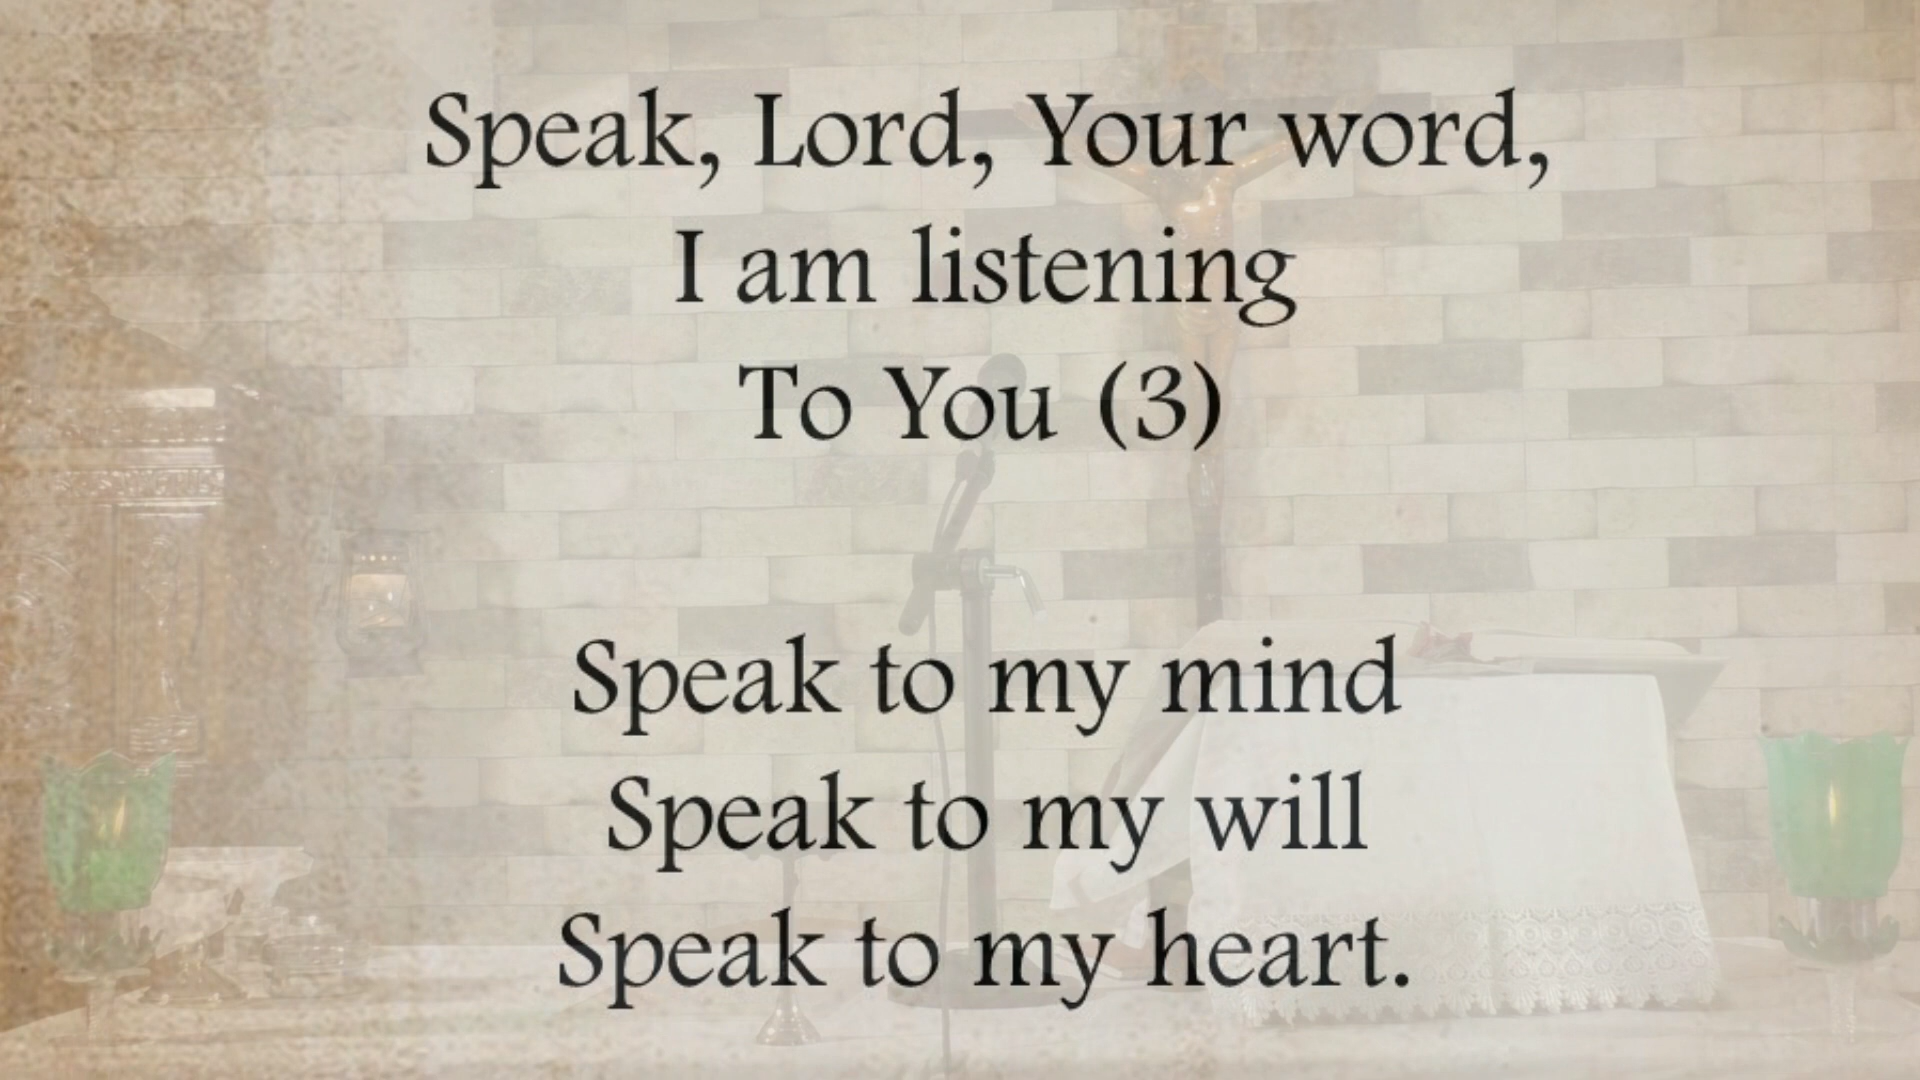 Speak, Lord, Your word,
I am listening
To You (3)
Speak to my mind
Speak to my will
Speak to my heart.